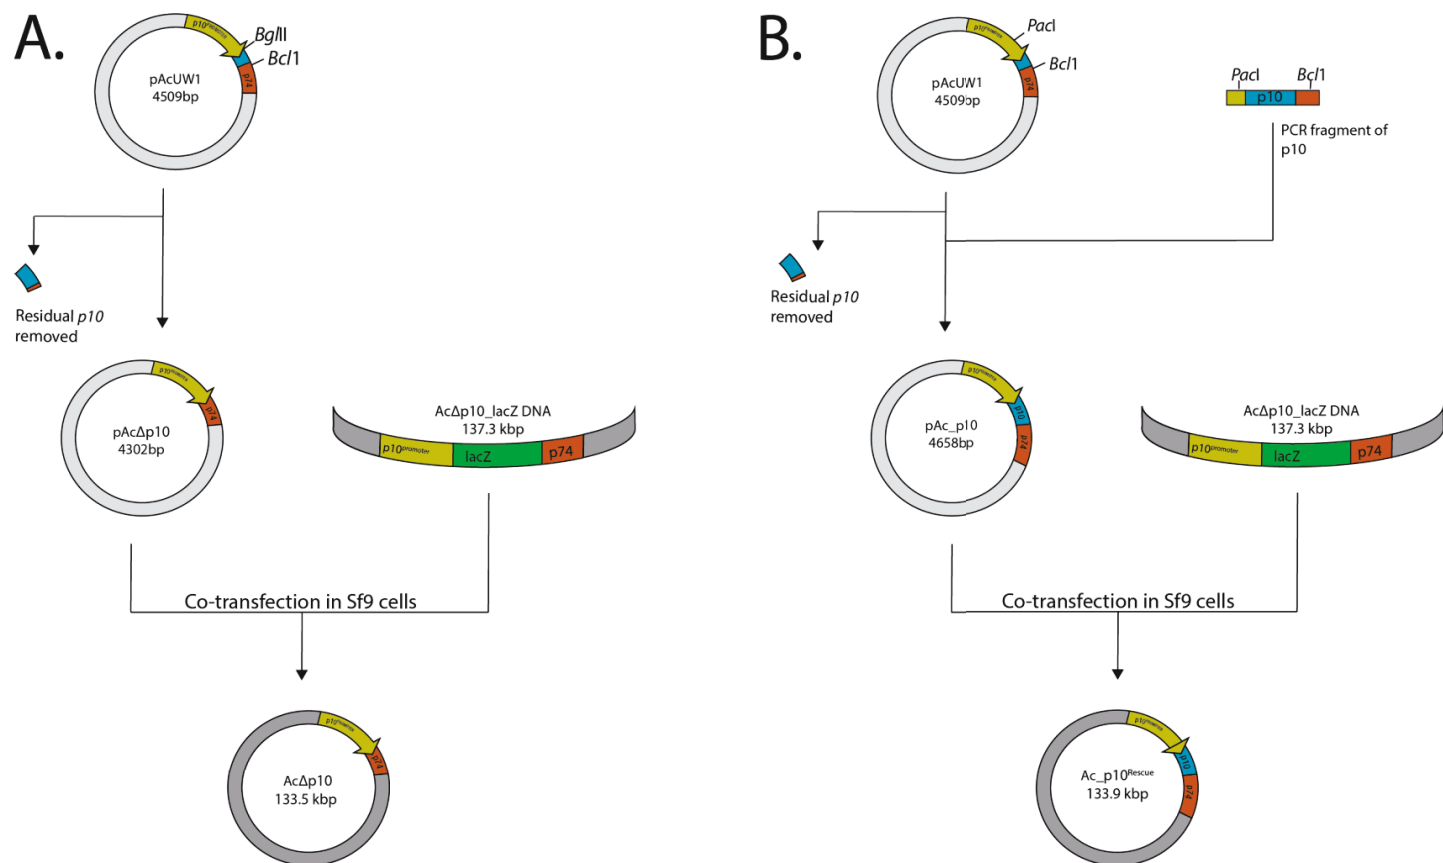 A.
p10promoter
BglII
Bcl1
p74
pAcUW1
4509bp
Residual p10
removed
p10promoter
p74
pAcΔp10
4302bp
AcΔp10_lacZ DNA
137.3 kbp
p10promoter
lacZ
p74
Co-transfection in Sf9 cells
p10promoter
p74
AcΔp10
133.5 kbp
B.
p10promoter
PacI
Bcl1
p74
pAcUW1
4509bp
PacI
Bcl1
p10
PCR fragment of
p10
Residual p10
removed
p10promoter
p10
p74
pAc_p10
4658bp
AcΔp10_lacZ DNA
137.3 kbp
p10promoter
lacZ
p74
Co-transfection in Sf9 cells
p10promoter
p10
p74
Ac_p10Rescue
133.9 kbp